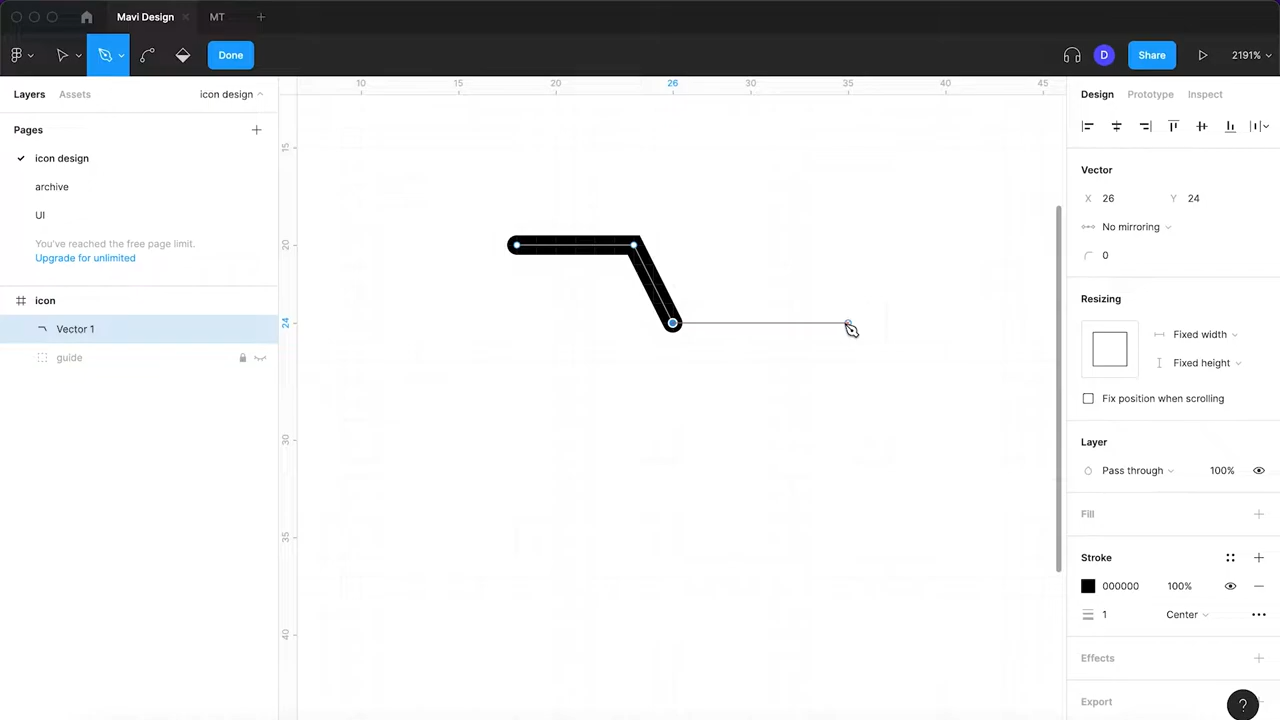 Mavi Design
MT
Done
D
Share
2191%
Layers
Assets
icon design
10
15
20
26
35
40
45
Design
Prototype
Inspect
Pages
icon design
archive
UI
You've reached the free page limit.
Upgrade for unlimited
icon
Vector 1
guide
15
20
24
30
35
40
Vector
X 26
Y 24
No mirroring
0
Resizing
Fixed width
Fixed height
Fix position when scrolling
Layer
Pass through
100%
Fill
Stroke
000000
100%
1
Center
Effects
Export
?